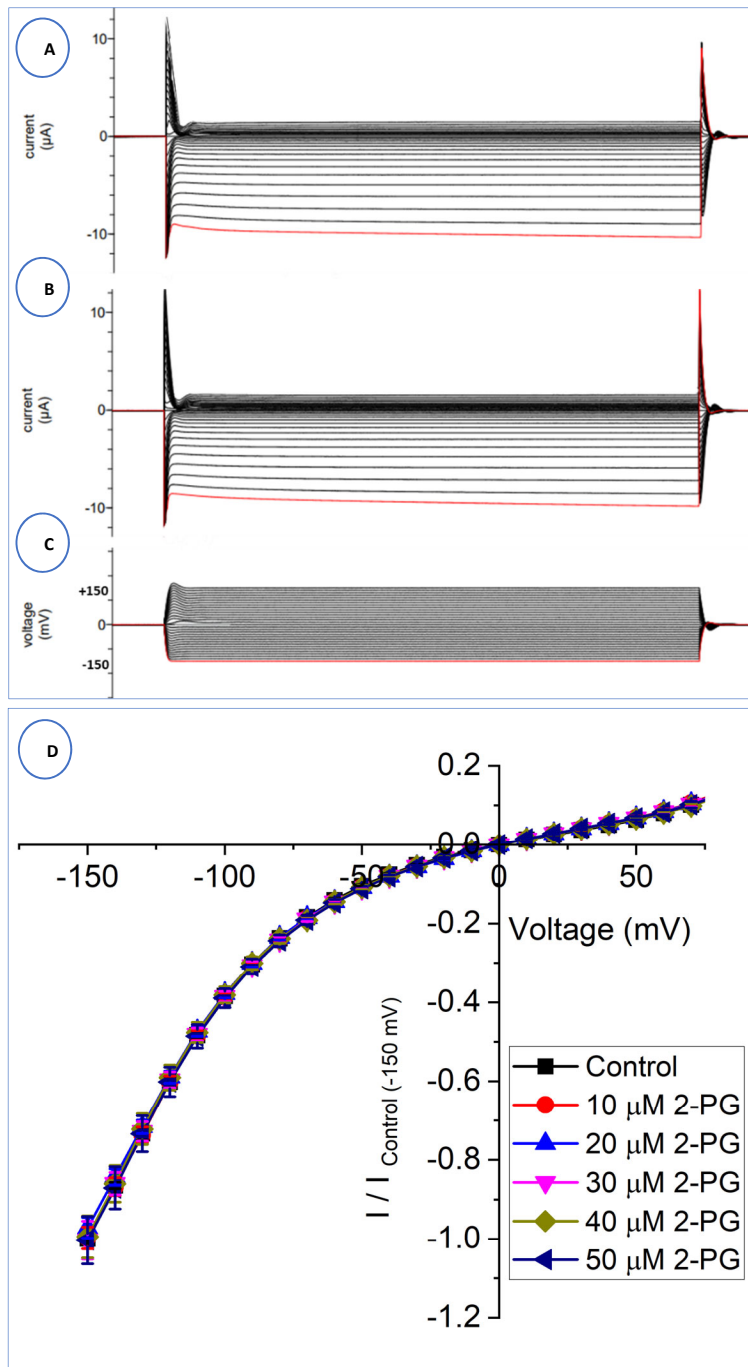 A
current
(µA)
10
0
-10
B
current
(µA)
10
0
-10
C
voltage
(mV)
+150
0
-150
D
0.2
0.0
-0.2
-0.4
-0.6
-0.8
-1.0
-1.2
-150
-100
-50
0
50
Voltage (mV)
I / I Control (-150 mV)
Control
10 μM 2-PG
20 μM 2-PG
30 μM 2-PG
40 μM 2-PG
50 μM 2-PG